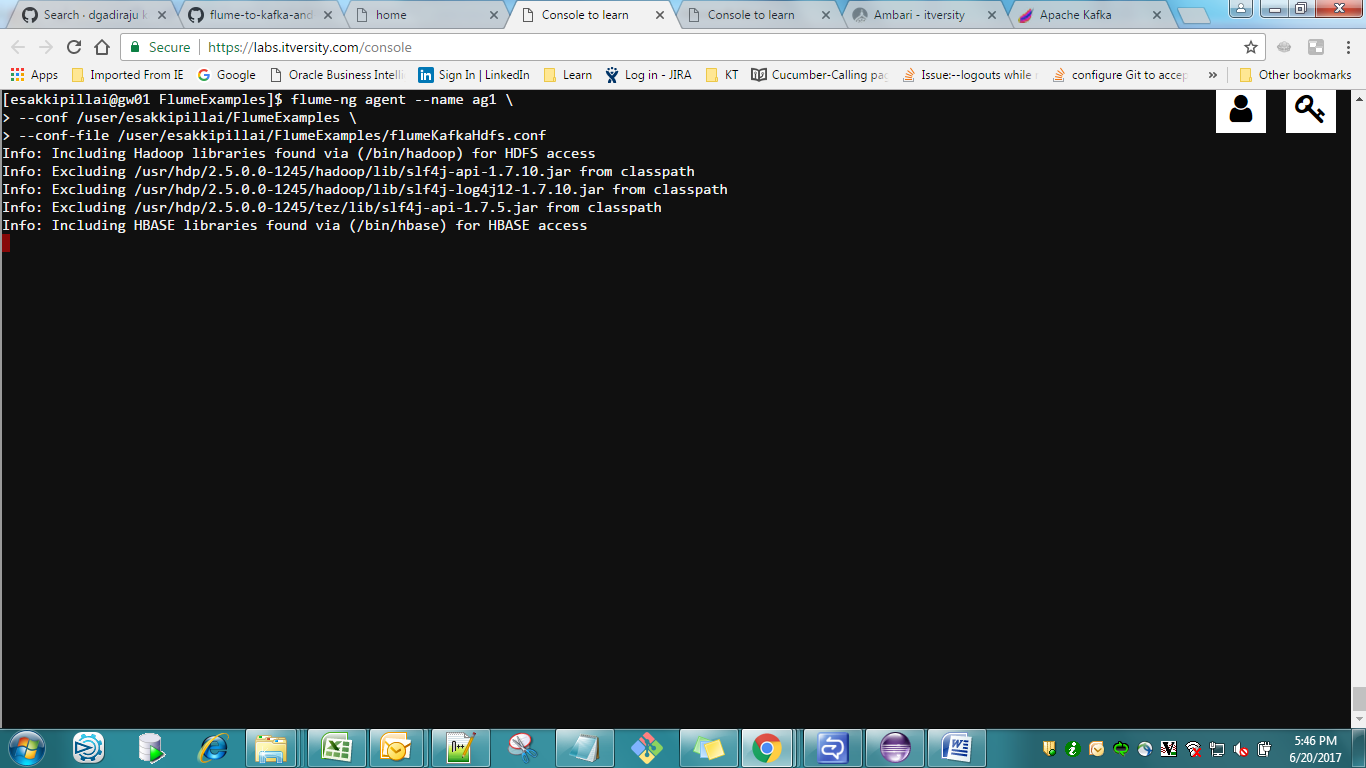 Search · dgadiraju k
flume-to-kafka-and
home
Console to learn
Console to learn
Ambari - itversity
Apache Kafka
Secure
https://labs.itversity.com/console
Apps
Imported From IE
Google
Oracle Business Intelli
Sign In | LinkedIn
Learn
Log in - JIRA
KT
Cucumber-Calling pag
Issue:--logouts while
configure Git to accep
»
Other bookmarks
[esakkipillai@gw01 FlumeExamples]$ flume-ng agent --name ag1 \
> --conf /user/esakkipillai/FlumeExamples \
> --conf-file /user/esakkipillai/FlumeExamples/flumeKafkaHdfs.conf
Info: Including Hadoop libraries found via (/bin/hadoop) for HDFS access
Info: Excluding /usr/hdp/2.5.0.0-1245/hadoop/lib/slf4j-api-1.7.10.jar from classpath
Info: Excluding /usr/hdp/2.5.0.0-1245/hadoop/lib/slf4j-log4j12-1.7.10.jar from classpath
Info: Excluding /usr/hdp/2.5.0.0-1245/tez/lib/slf4j-api-1.7.5.jar from classpath
Info: Including HBASE libraries found via (/bin/hbase) for HBASE access
5:46 PM
6/20/2017